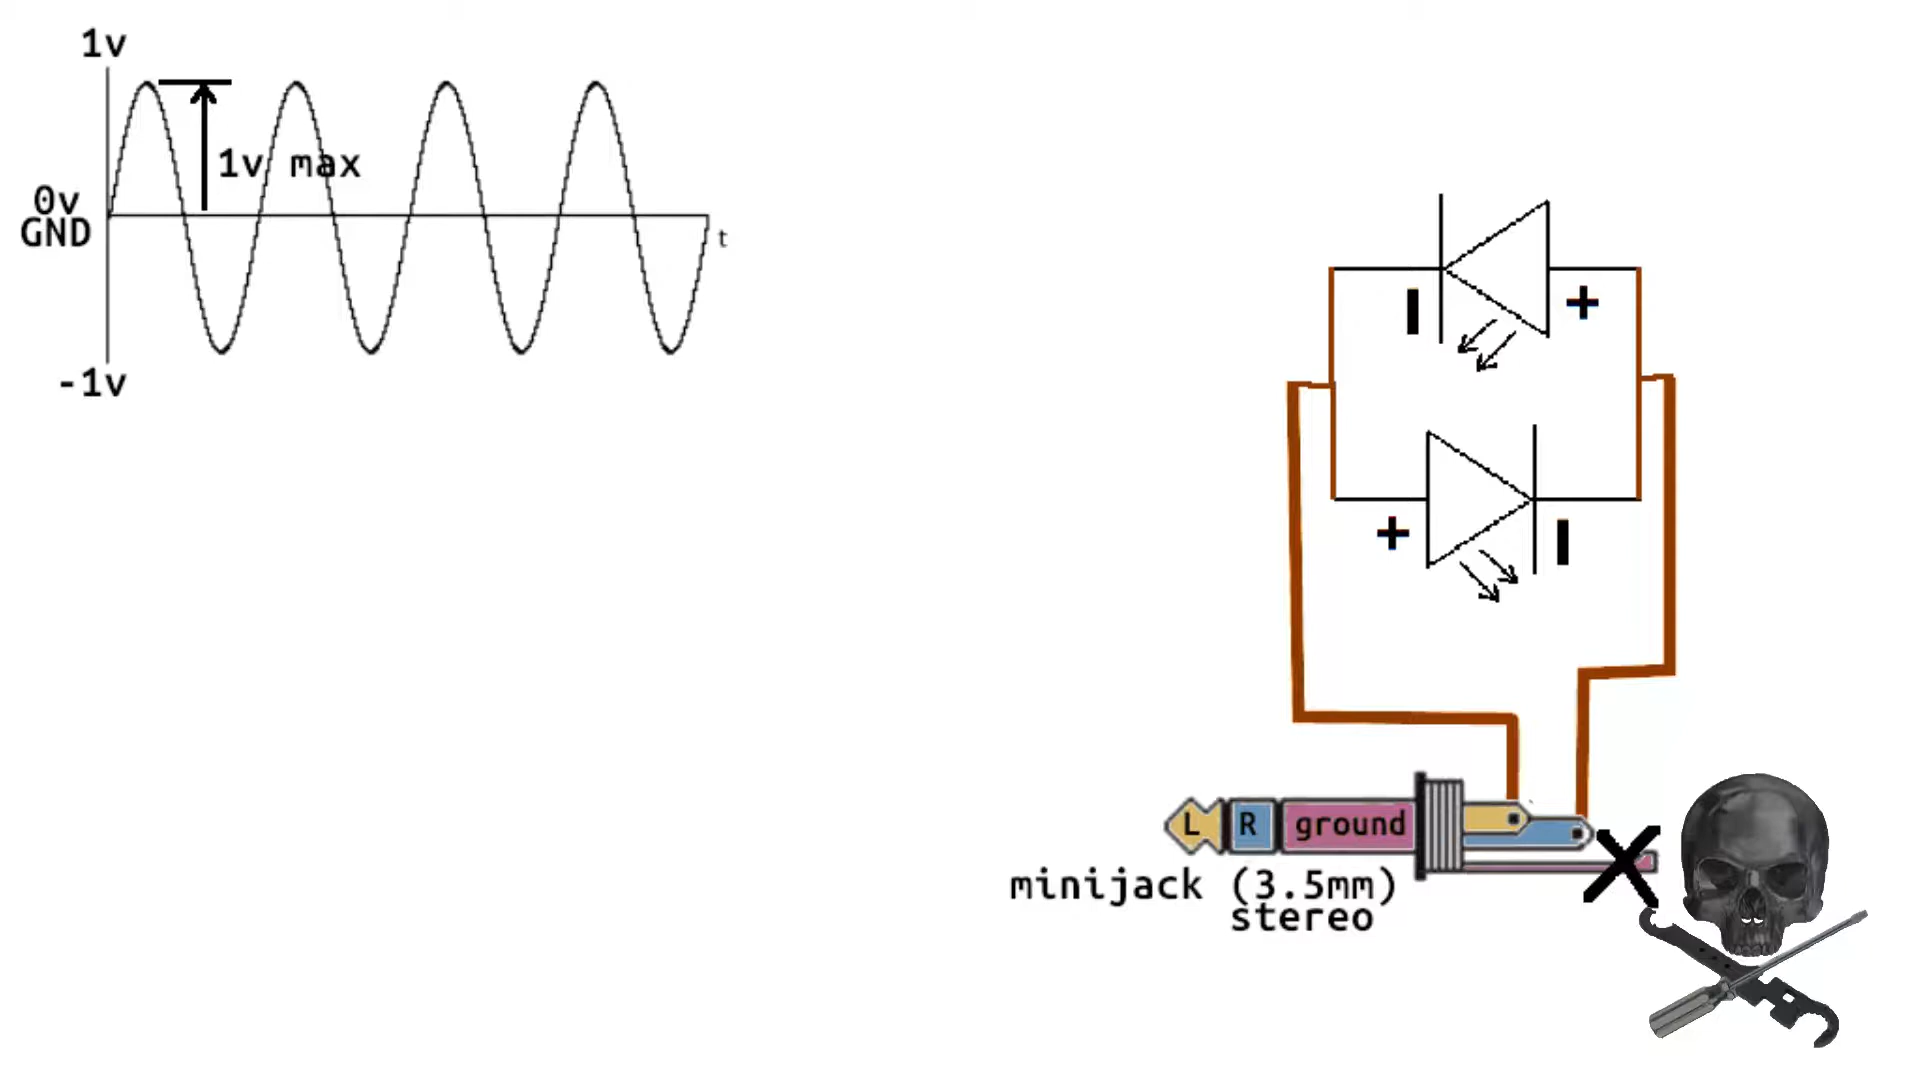 1v
1v max
0v
GND
t
-1v
+
+
L R ground
minijack (3.5mm)
stereo